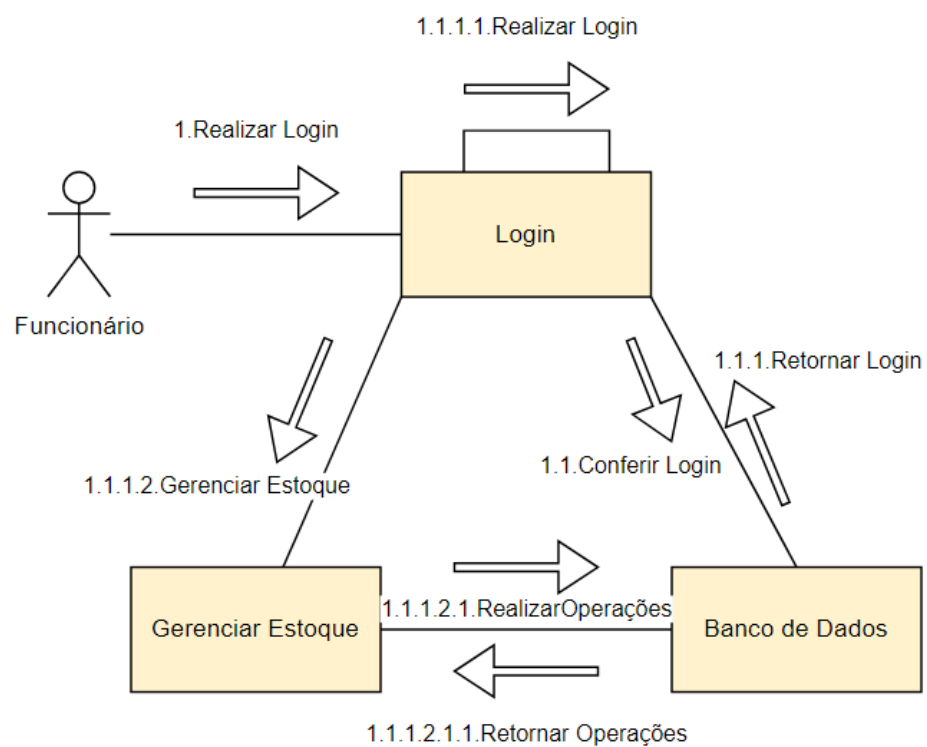 1.1.1.1.Realizar Login
1.Realizar Login
Login
Funcionário
1.1.1.Retornar Login
1.1.Conferir Login
1.1.1.2.Gerenciar Estoque
1.1.1.2.1.RealizarOperações
Gerenciar Estoque
Banco de Dados
1.1.1.2.1.1.Retornar Operações